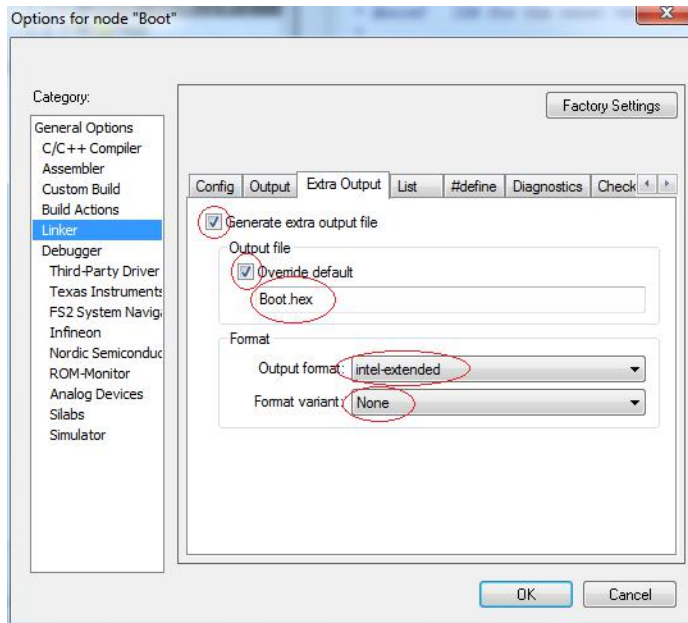 Options for node "Boot"
Category:
Factory Settings
General Options
C/C++ Compiler
Assembler
Custom Build
Build Actions
Linker
Debugger
Third-Party Driver
Texas Instruments
FS2 System Naviga
Infineon
Nordic Semiconduc
ROM-Monitor
Analog Devices
Silabs
Simulator
Config Output Extra Output List #define Diagnostics Check
Generate extra output file
Output file
Override default
Boot.hex
Format
Output format: intel-extended
Format variant: None
OK Cancel